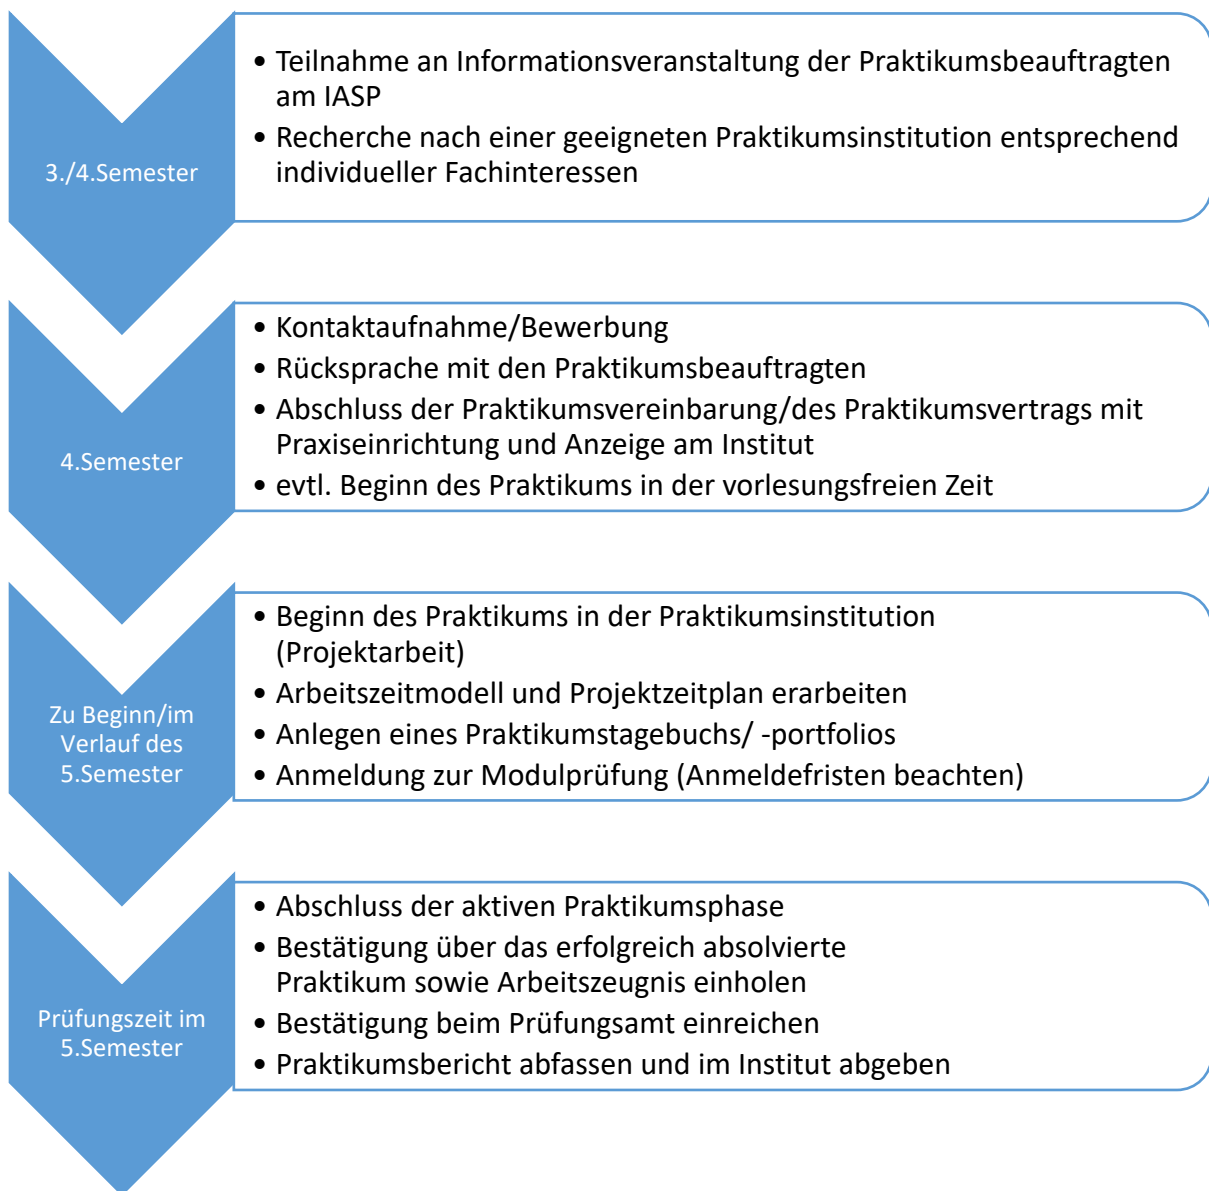 3./4.Semester
• Teilnahme an Informationsveranstaltung der Praktikumsbeauftragten
am IASP
• Recherche nach einer geeigneten Praktikumsinstitution entsprechend
individueller Fachinteressen
4.Semester
• Kontaktaufnahme/Bewerbung
• Rücksprache mit den Praktikumsbeauftragten
• Abschluss der Praktikumsvereinbarung/des Praktikumsvertrags mit
Praxiseinrichtung und Anzeige am Institut
• evtl. Beginn des Praktikums in der vorlesungsfreien Zeit
Zu Beginn/im
Verlauf des
5.Semester
• Beginn des Praktikums in der Praktikumsinstitution
(Projektarbeit)
• Arbeitszeitmodell und Projektzeitplan erarbeiten
• Anlegen eines Praktikumstagebuchs/ -portfolios
• Anmeldung zur Modulprüfung (Anmeldefristen beachten)
Prüfungszeit im
5.Semester
• Abschluss der aktiven Praktikumsphase
• Bestätigung über das erfolgreich absolvierte
Praktikum sowie Arbeitszeugnis einholen
• Bestätigung beim Prüfungsamt einreichen
• Praktikumsbericht abfassen und im Institut abgeben